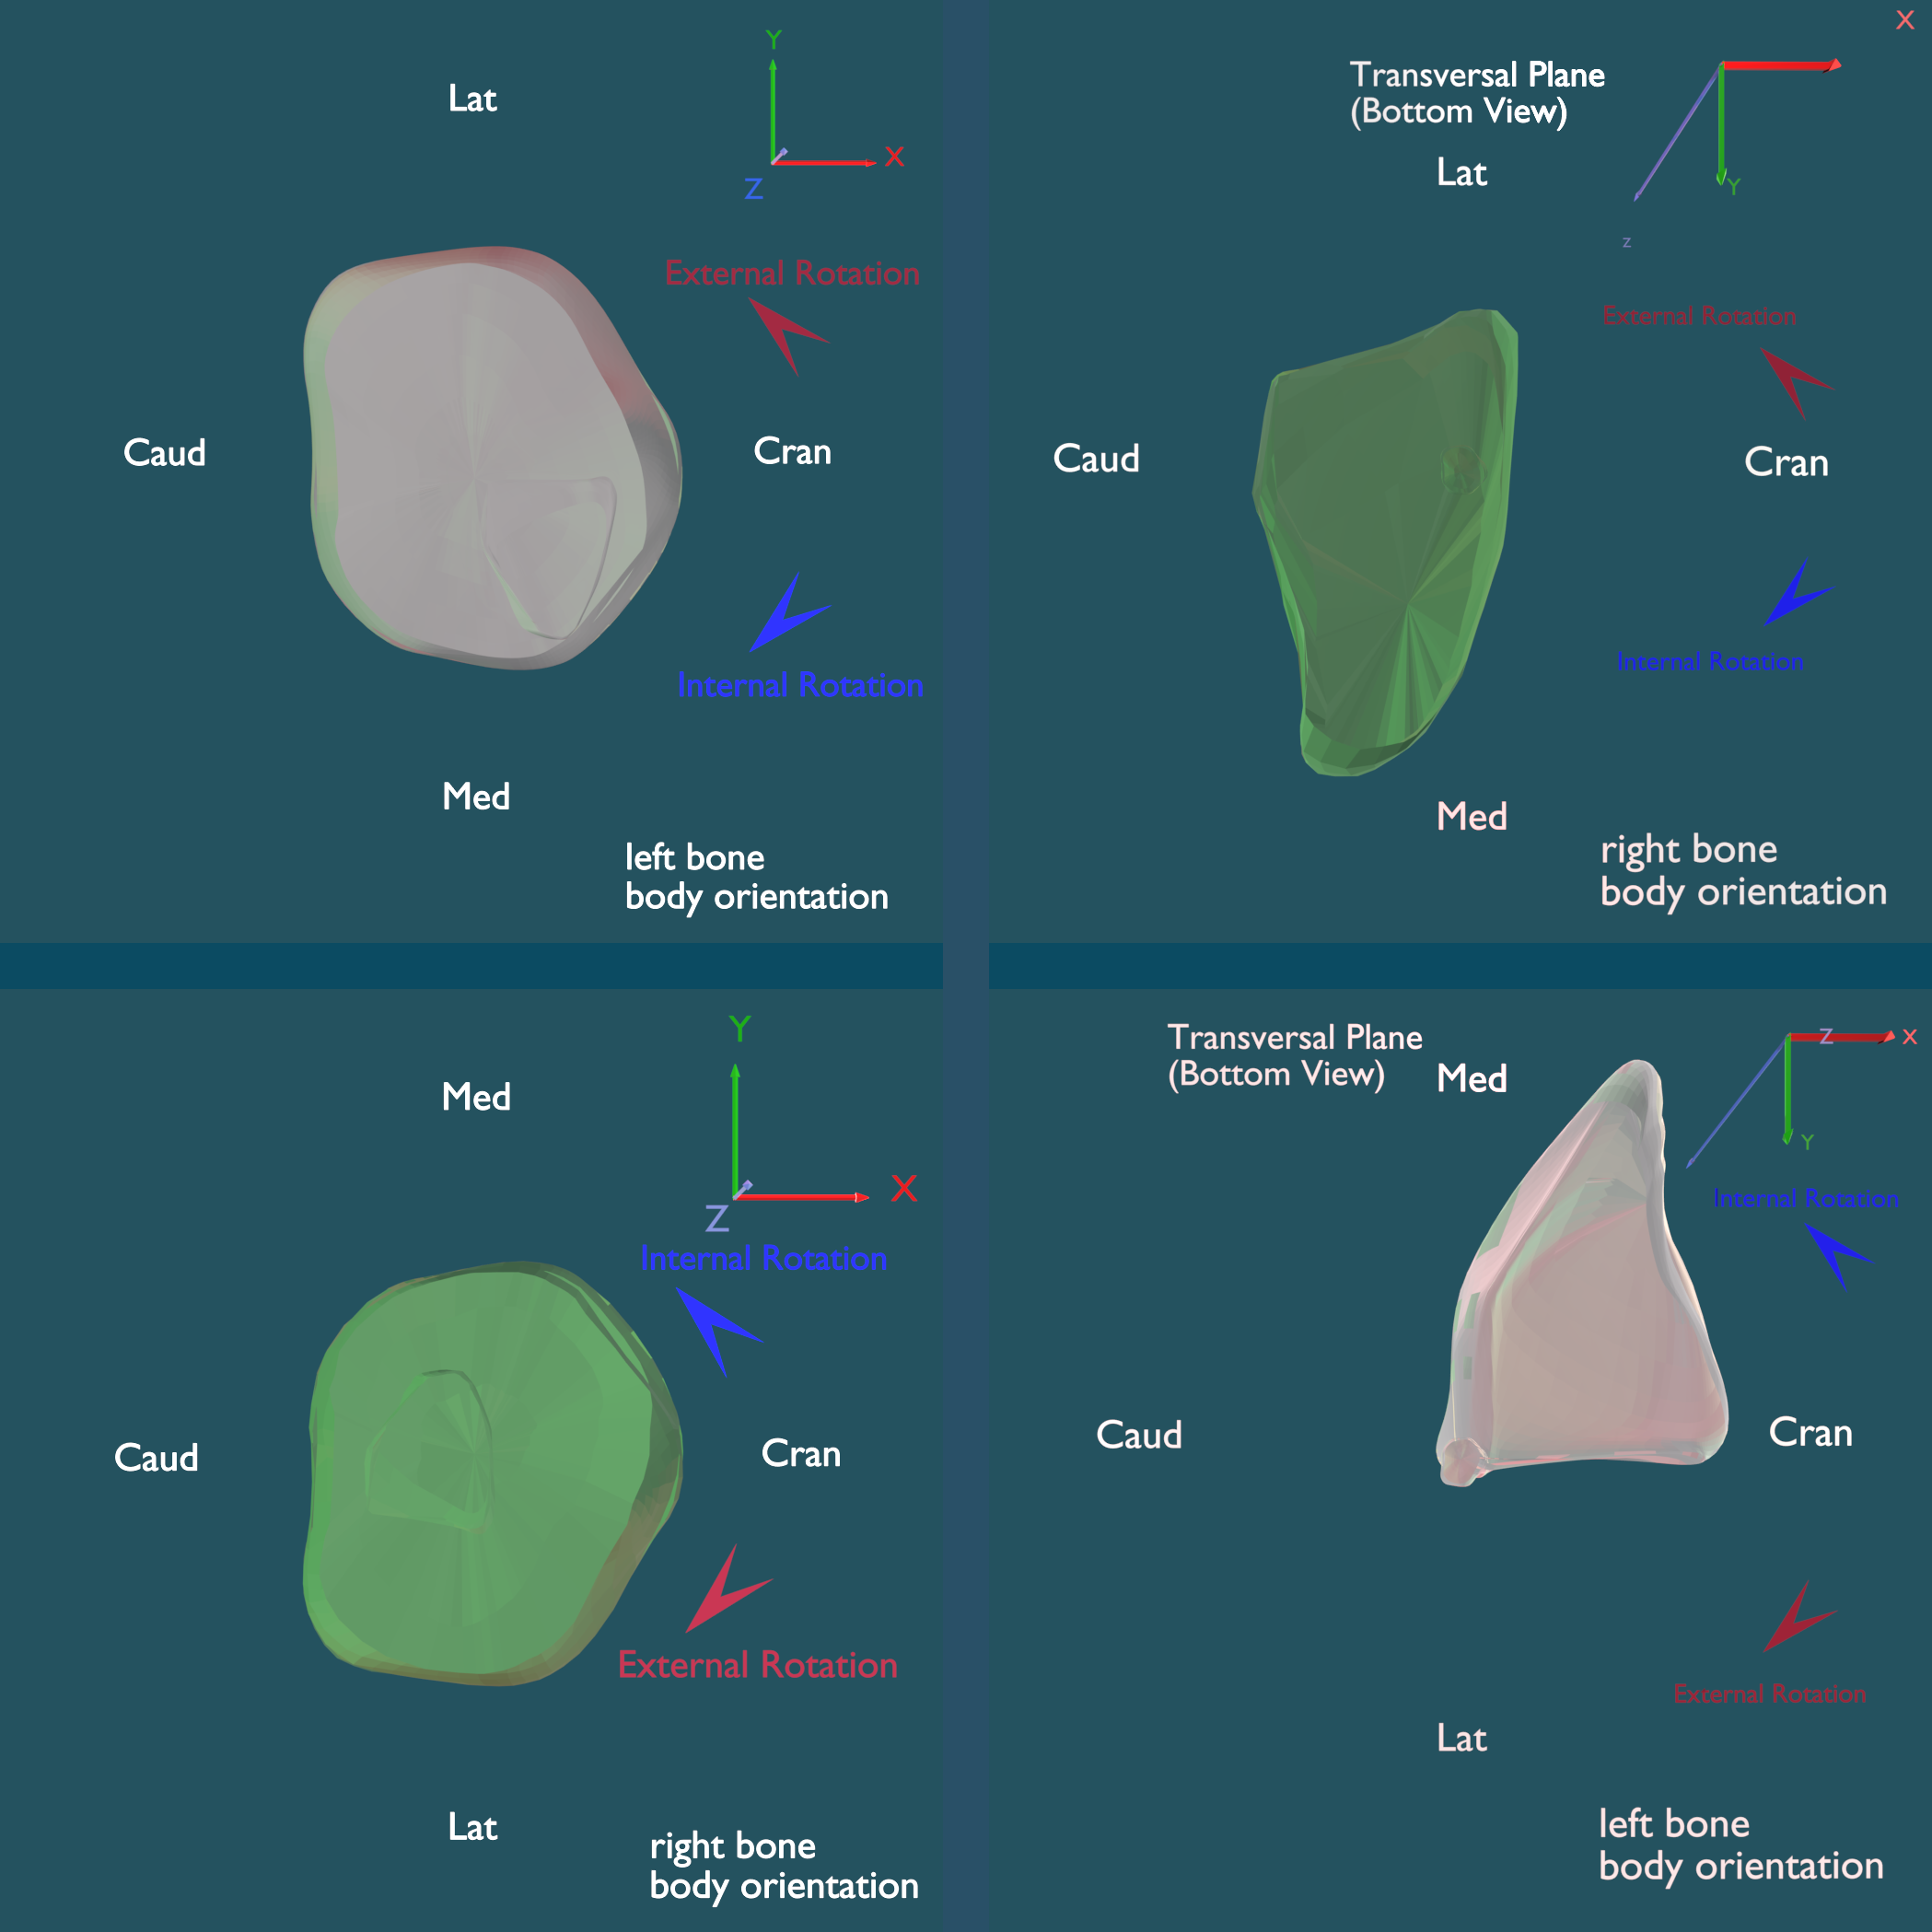 Y
Lat
X
Z
External Rotation
Caud
Cran
Internal Rotation
Med
left bone
body orientation
X
Transversal Plane
(Bottom View)
Lat
Y
z
External Rotation
Caud
Cran
Internal Rotation
Med
right bone
body orientation
Y
Med
X
Z
Internal Rotation
Caud
Cran
External Rotation
Lat
right bone
body orientation
Transversal Plane
(Bottom View)
Med
Z
X
Y
Internal Rotation
Caud
Cran
External Rotation
Lat
left bone
body orientation